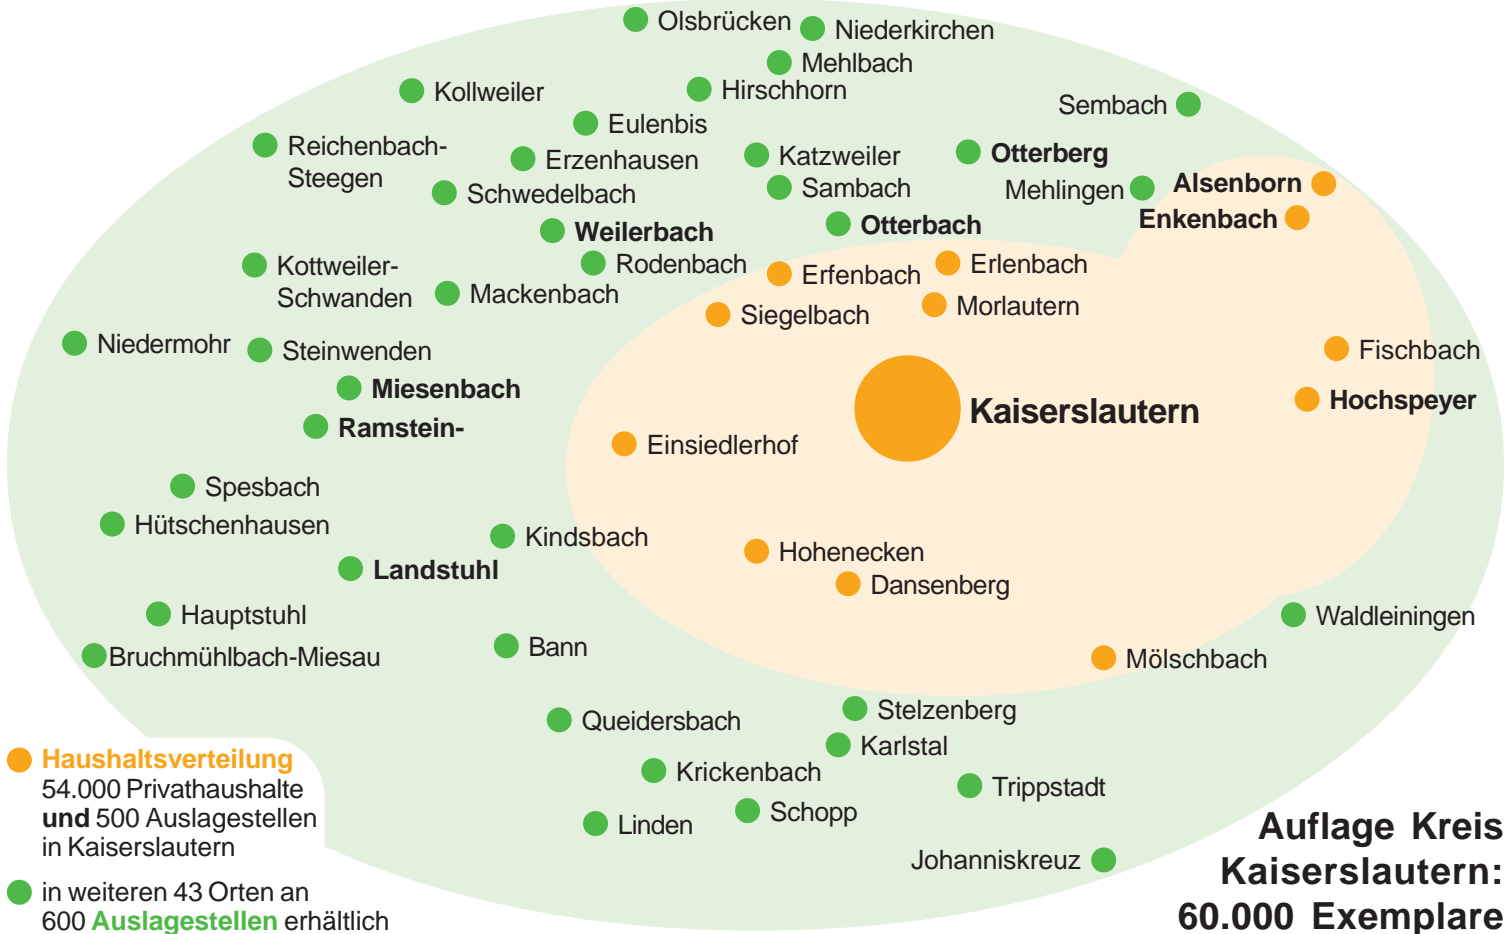 Olsbrücken
Niederkirchen
Mehlbach
Kollweiler
Hirschhorn
Sembach
Eulenbis
Reichenbach-
Steegen
Erzenhausen
Katzweiler
Otterberg
Schwedelbach
Sambach
Mehlingen
Alsenborn
Enkenbach
Weilerbach
Otterbach
Kottweiler-
Schwanden
Rodenbach
Erfenbach
Erlenbach
Mackenbach
Siegelbach
Morlautern
Niedermohr
Steinwenden
Fischbach
Miesenbach
Hochspeyer
Ramstein-
Kaiserslautern
Einsiedlerhof
Spesbach
Hütschenhausen
Kindsbach
Hohenecken
Landstuhl
Dansenberg
Hauptstuhl
Waldleiningen
Bruchmühlbach-Miesau
Bann
Mölschbach
Queidersbach
Stelzenberg
Karlstal
Krickenbach
Trippstadt
Linden
Schopp
Johanniskreuz
Haushaltsverteilung
54.000 Privathaushalte
und 500 Auslagestellen
in Kaiserslautern
in weiteren 43 Orten an
600 Auslagestellen erhältlich
Auflage Kreis
Kaiserslautern:
60.000 Exemplare